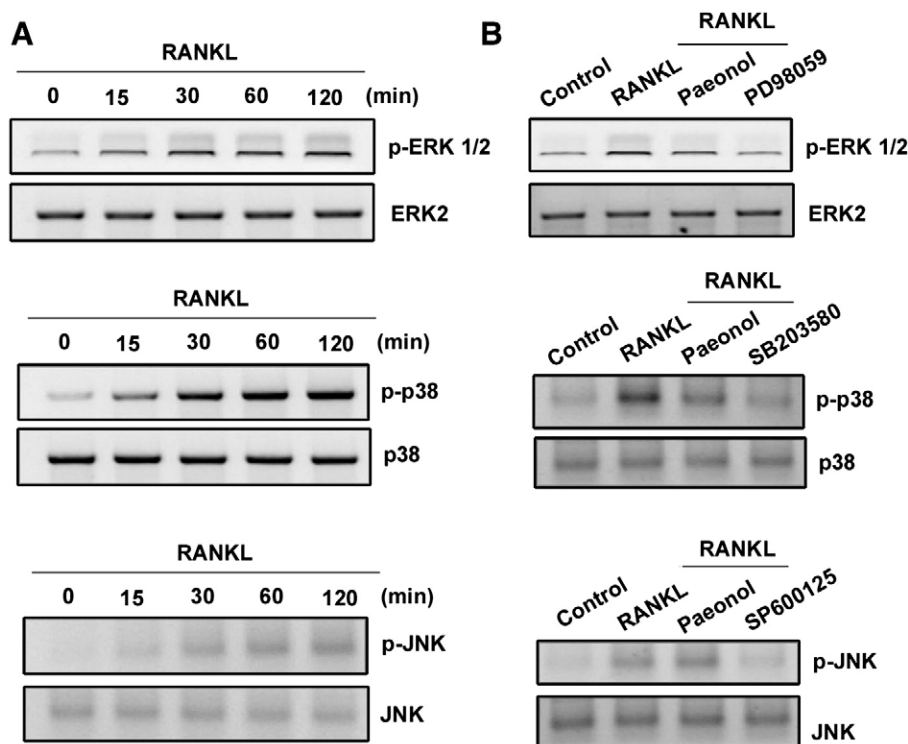 A
RANKL
0 15 30 60 120 (min)
p-ERK 1/2
ERK2
RANKL
0 15 30 60 120 (min)
p-p38
p38
RANKL
0 15 30 60 120 (min)
p-JNK
JNK
B
RANKL
Control RANKL Paeonol PD98059
p-ERK 1/2
ERK2
RANKL
Control RANKL Paeonol SB203580
p-p38
p38
RANKL
Control RANKL Paeonol SP600125
p-JNK
JNK